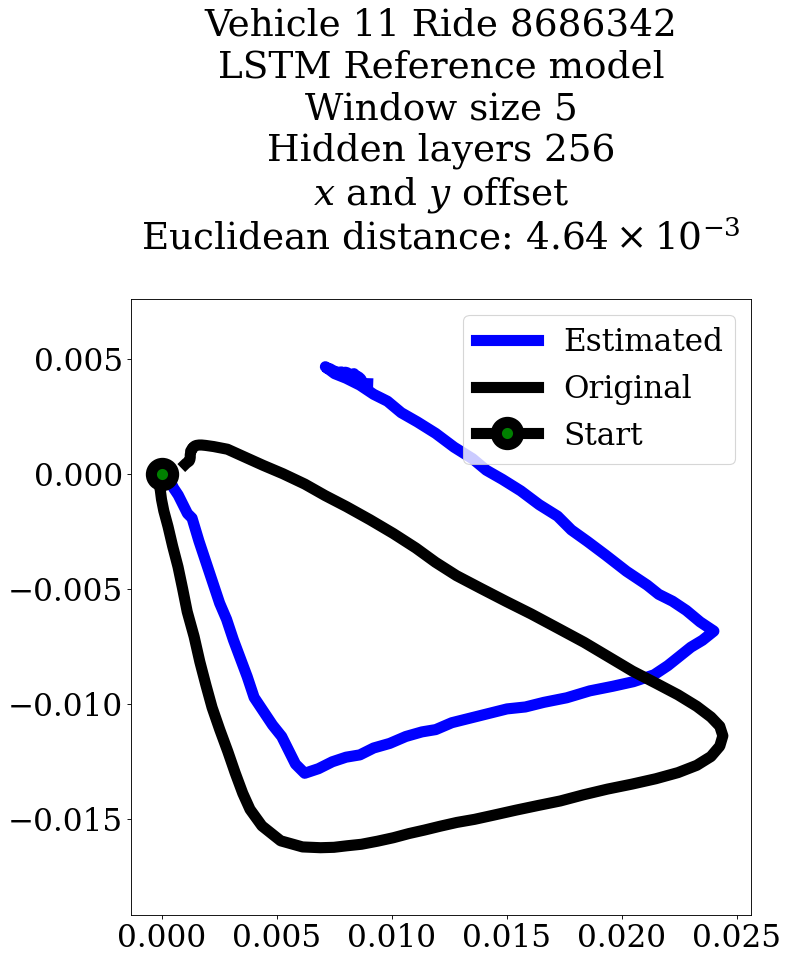 Vehicle 11 Ride 8686342
LSTM Reference model
Window size 5
Hidden layers 256
x and y offset
Euclidean distance: 4.64 × 10⁻³
Estimated
Original
Start
0.005
0.000
−0.005
−0.010
−0.015
0.000 0.005 0.010 0.015 0.020 0.025